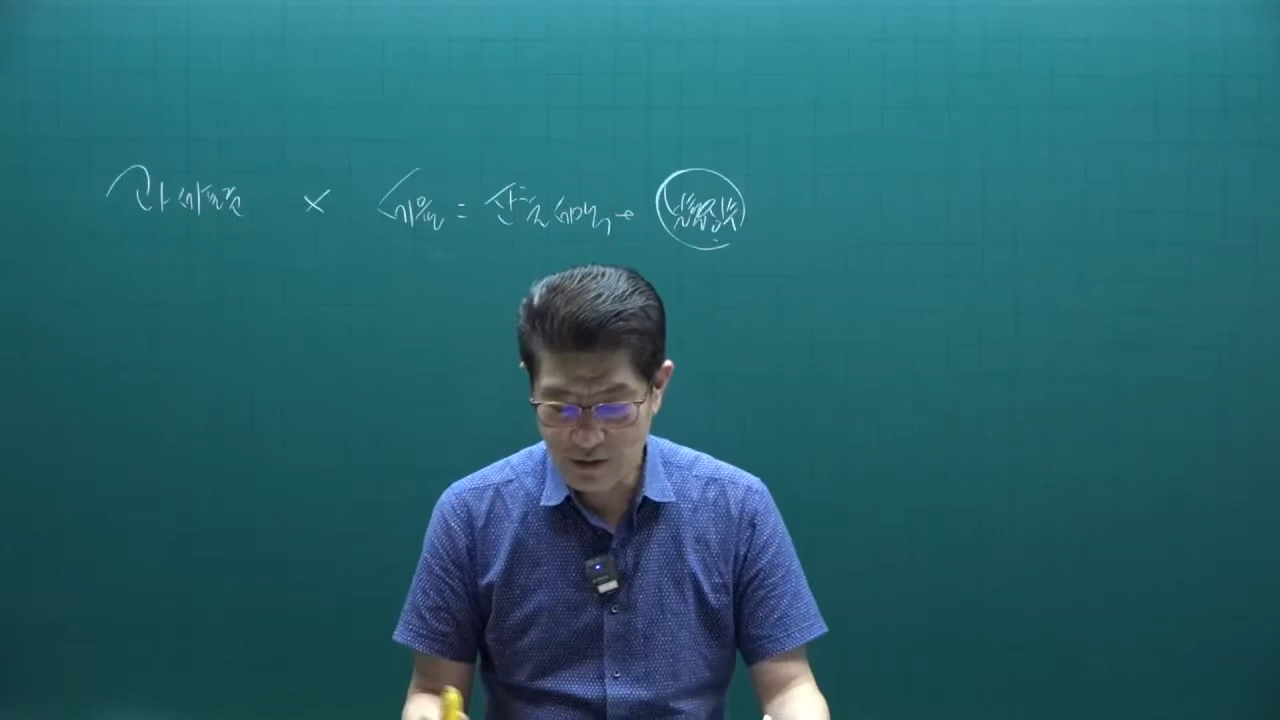 과세표준 × 세율 = 산출세액 →